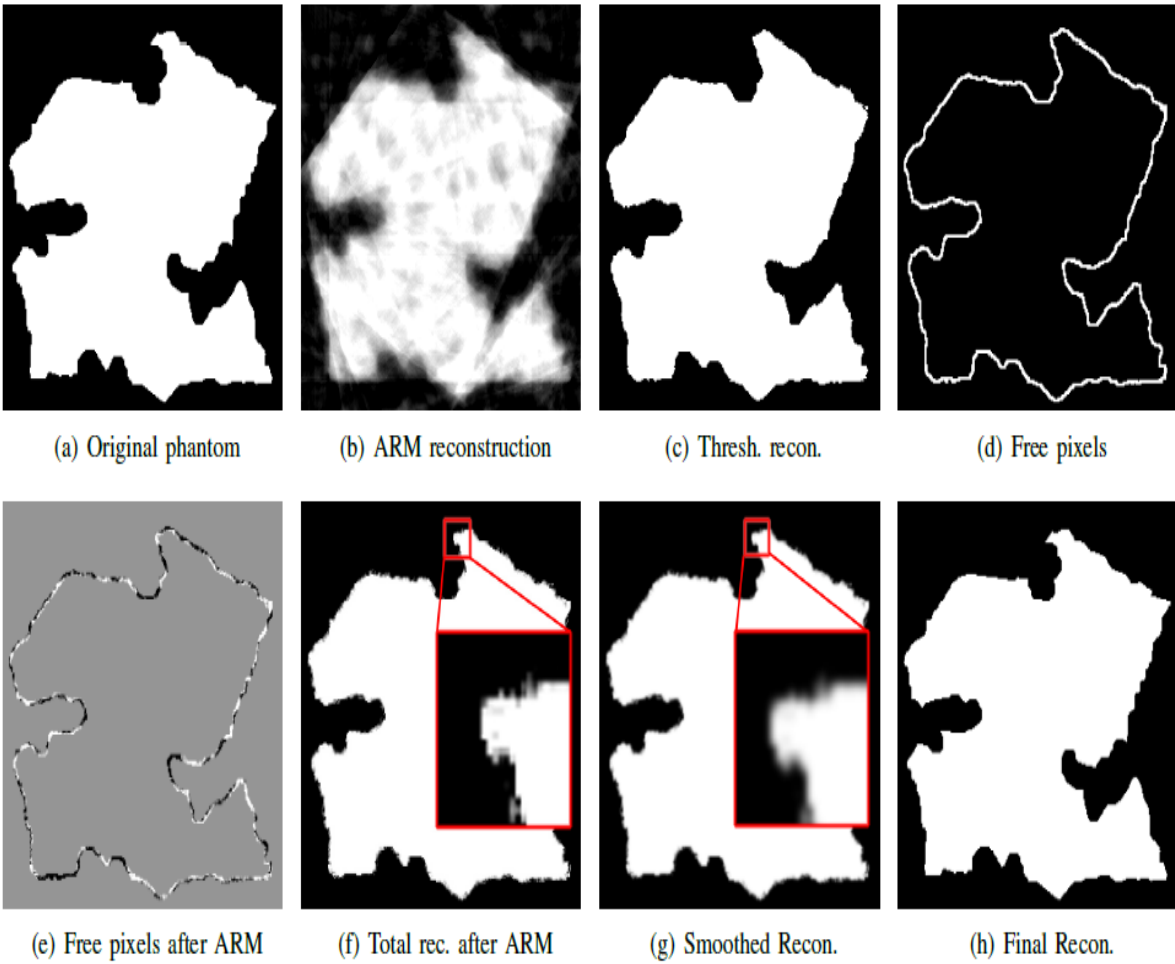 (a) Original phantom
(b) ARM reconstruction
(c) Thresh. recon.
(d) Free pixels
(e) Free pixels after ARM
(f) Total rec. after ARM
(g) Smoothed Recon.
(h) Final Recon.